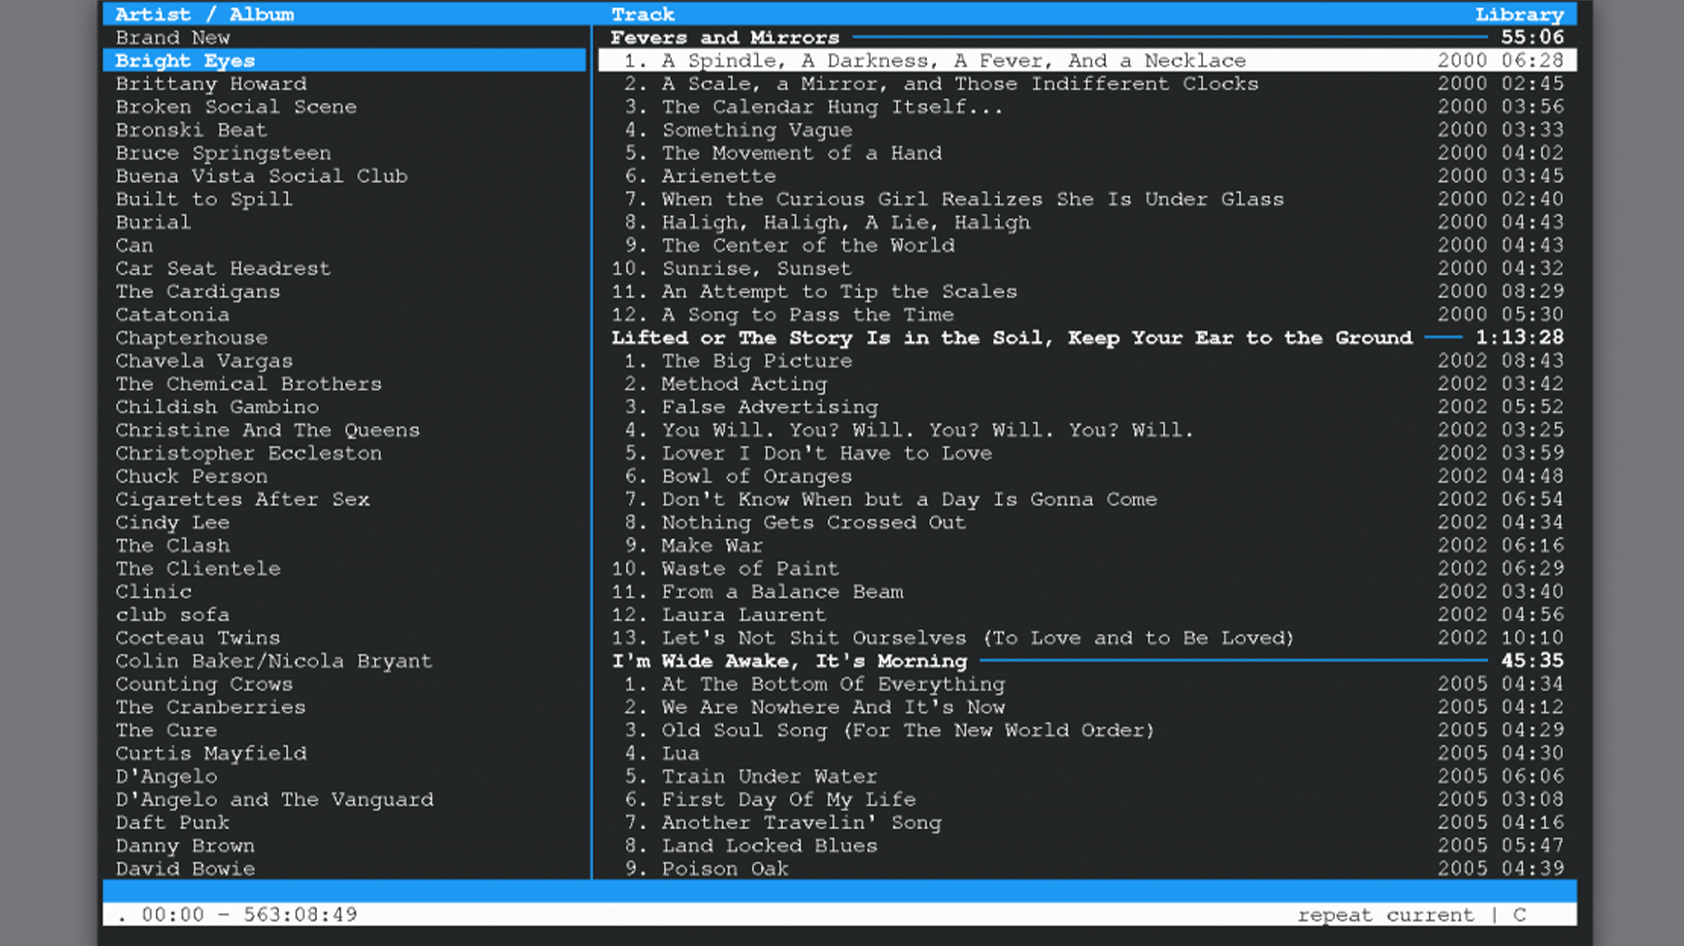 Artist / Album
Track
Library
Brand New
Bright Eyes
Brittany Howard
Broken Social Scene
Bronski Beat
Bruce Springsteen
Buena Vista Social Club
Built to Spill
Burial
Can
Car Seat Headrest
The Cardigans
Catatonia
Chapterhouse
Chavela Vargas
The Chemical Brothers
Childish Gambino
Christine And The Queens
Christopher Eccleston
Chuck Person
Cigarettes After Sex
Cindy Lee
The Clash
The Clientele
Clinic
club sofa
Cocteau Twins
Colin Baker/Nicola Bryant
Counting Crows
The Cranberries
The Cure
Curtis Mayfield
D'Angelo
D'Angelo and The Vanguard
Daft Punk
Danny Brown
David Bowie
Fevers and Mirrors 55:06
1. A Spindle, A Darkness, A Fever, And a Necklace 2000 06:28
2. A Scale, a Mirror, and Those Indifferent Clocks 2000 02:45
3. The Calendar Hung Itself... 2000 03:56
4. Something Vague 2000 03:33
5. The Movement of a Hand 2000 04:02
6. Arienette 2000 03:45
7. When the Curious Girl Realizes She Is Under Glass 2000 02:40
8. Haligh, Haligh, A Lie, Haligh 2000 04:43
9. The Center of the World 2000 04:43
10. Sunrise, Sunset 2000 04:32
11. An Attempt to Tip the Scales 2000 08:29
12. A Song to Pass the Time 2000 05:30
Lifted or The Story Is in the Soil, Keep Your Ear to the Ground 1:13:28
1. The Big Picture 2002 08:43
2. Method Acting 2002 03:42
3. False Advertising 2002 05:52
4. You Will. You? Will. You? Will. You? Will. 2002 03:25
5. Lover I Don't Have to Love 2002 03:59
6. Bowl of Oranges 2002 04:48
7. Don't Know When but a Day Is Gonna Come 2002 06:54
8. Nothing Gets Crossed Out 2002 04:34
9. Make War 2002 06:16
10. Waste of Paint 2002 06:29
11. From a Balance Beam 2002 03:40
12. Laura Laurent 2002 04:56
13. Let's Not Shit Ourselves (To Love and to Be Loved) 2002 10:10
I'm Wide Awake, It's Morning 45:35
1. At The Bottom Of Everything 2005 04:34
2. We Are Nowhere And It's Now 2005 04:12
3. Old Soul Song (For The New World Order) 2005 04:29
4. Lua 2005 04:30
5. Train Under Water 2005 06:06
6. First Day Of My Life 2005 03:08
7. Another Travelin' Song 2005 04:16
8. Land Locked Blues 2005 05:47
9. Poison Oak 2005 04:39
. 00:00 - 563:08:49
repeat current | C